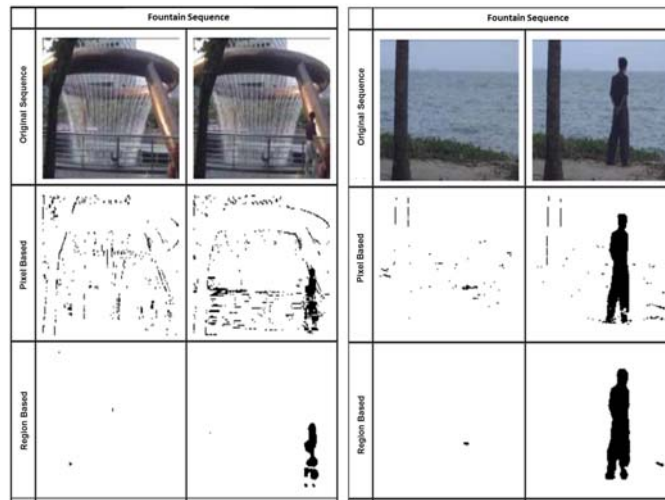 Fountain Sequence
Original Sequence
Pixel Based
Region Based
Fountain Sequence
Original Sequence
Pixel Based
Region Based